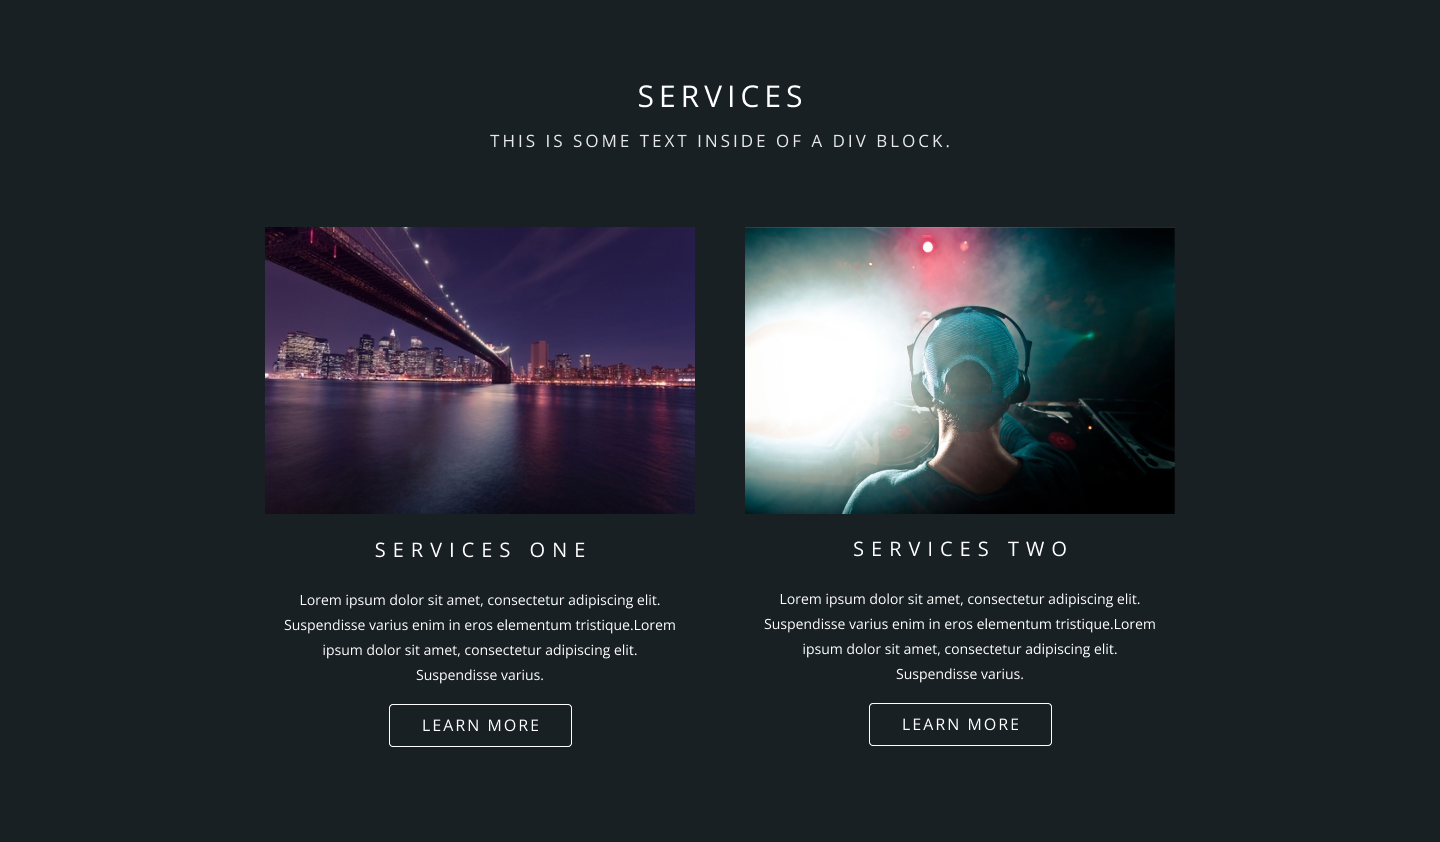 SERVICES
THIS IS SOME TEXT INSIDE OF A DIV BLOCK.
SERVICES ONE
Lorem ipsum dolor sit amet, consectetur adipiscing elit.
Suspendisse varius enim in eros elementum tristique.Lorem
ipsum dolor sit amet, consectetur adipiscing elit.
Suspendisse varius.
LEARN MORE
SERVICES TWO
Lorem ipsum dolor sit amet, consectetur adipiscing elit.
Suspendisse varius enim in eros elementum tristique.Lorem
ipsum dolor sit amet, consectetur adipiscing elit.
Suspendisse varius.
LEARN MORE